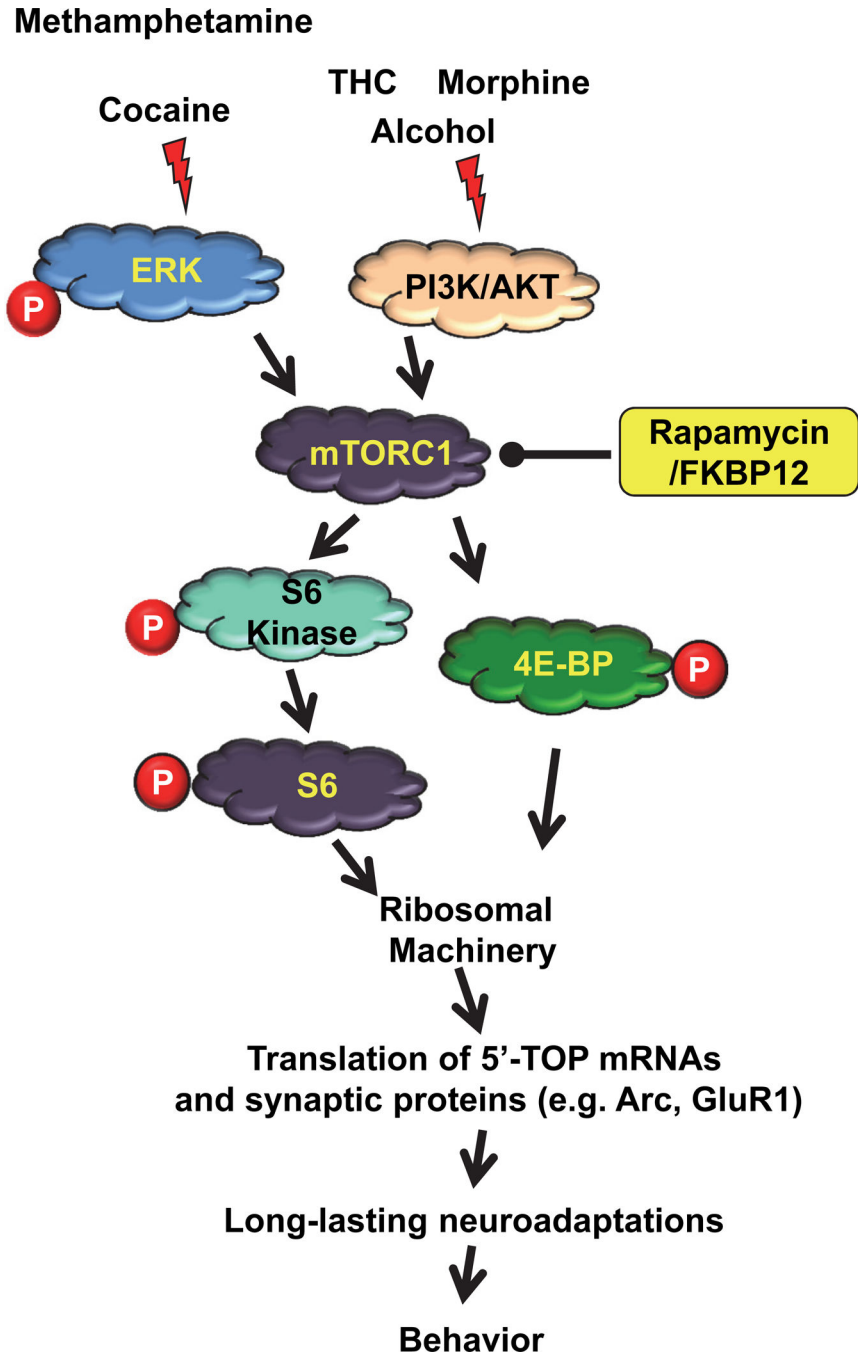 Methamphetamine
THC Morphine
Cocaine
Alcohol
ERK
P
PI3K/AKT
mTORC1
Rapamycin
/FKBP12
S6
Kinase
P
4E-BP
P
S6
P
Ribosomal
Machinery
Translation of 5’-TOP mRNAs
and synaptic proteins (e.g. Arc, GluR1)
Long-lasting neuroadaptations
Behavior